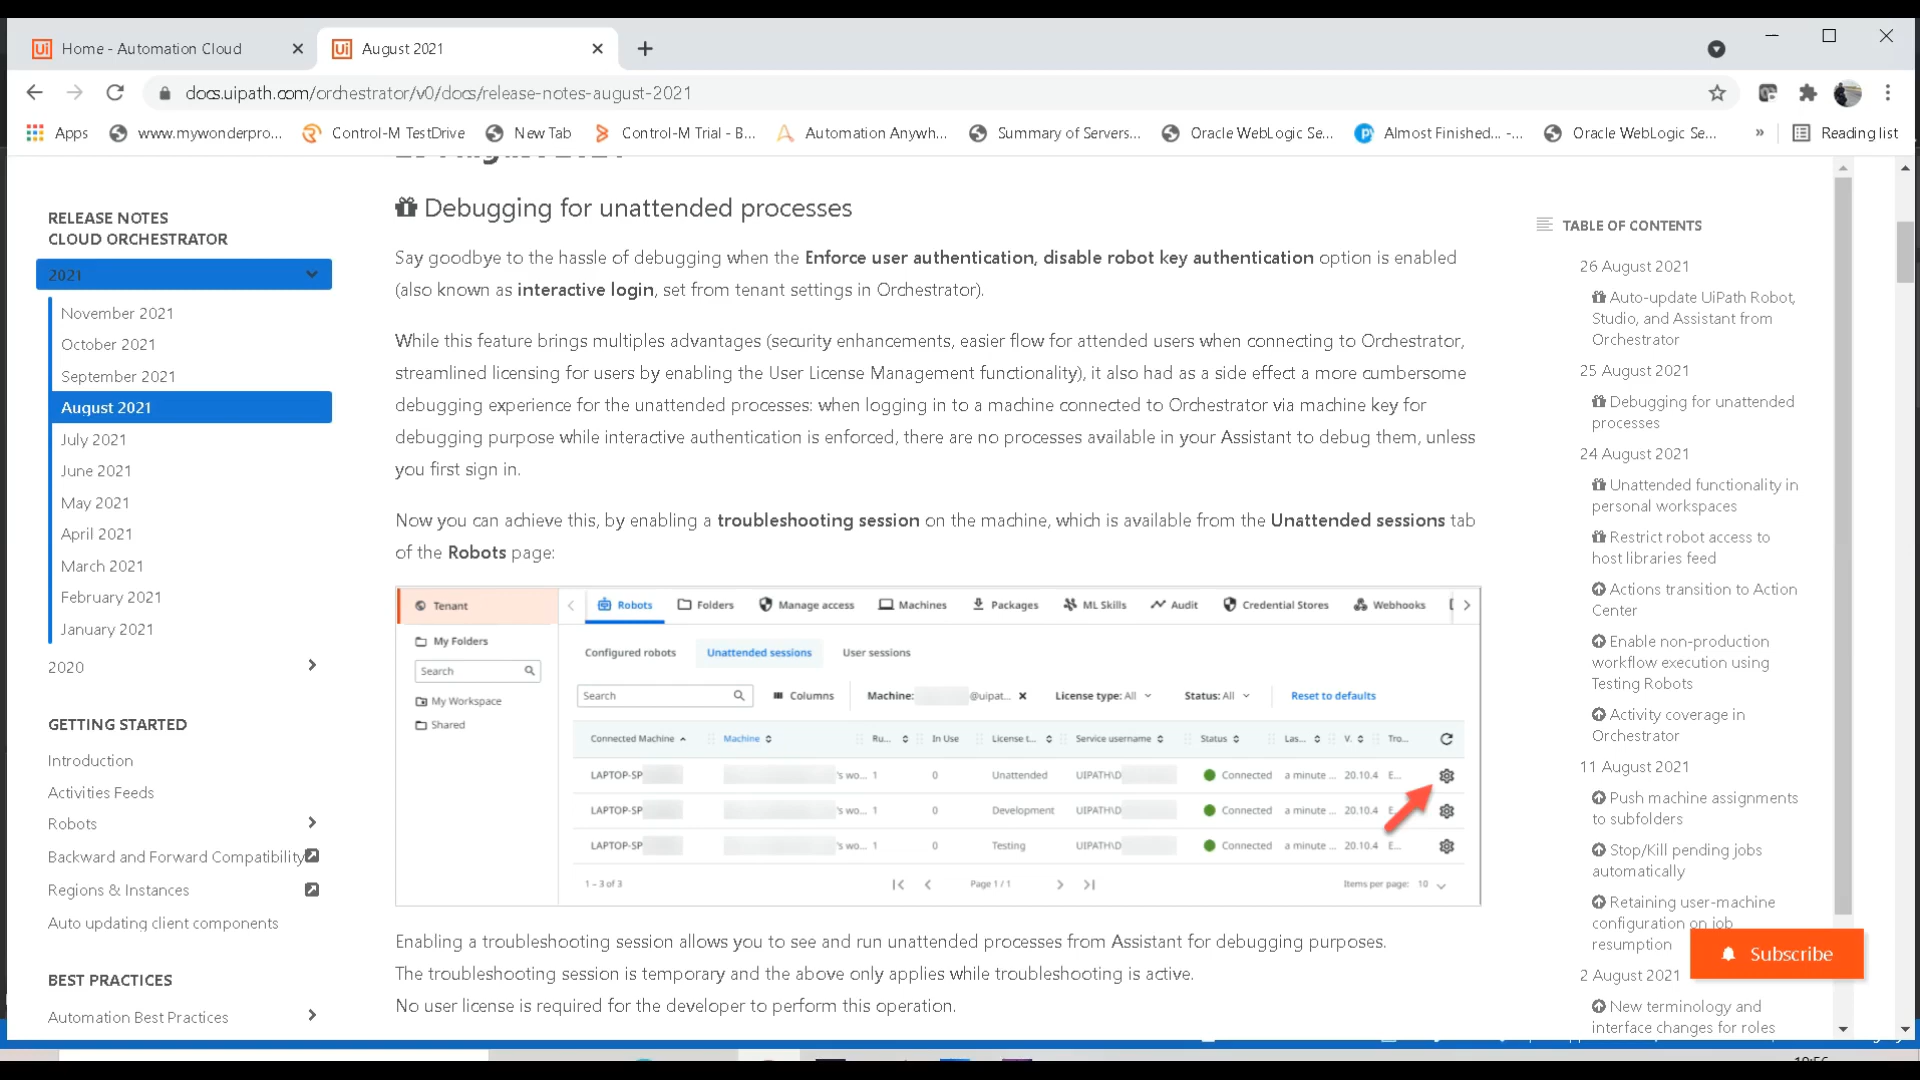 Home - Automation Cloud
August 2021
docs.uipath.com/orchestrator/v0/docs/release-notes-august-2021
Apps
www.mywonderpro...
Control-M TestDrive
New Tab
Control-M Trial - B...
Automation Anywh...
Summary of Servers...
Oracle WebLogic Se...
Almost Finished... -...
Oracle WebLogic Se...
»
Reading list
RELEASE NOTES
CLOUD ORCHESTRATOR
2021
November 2021
October 2021
September 2021
August 2021
July 2021
June 2021
May 2021
April 2021
March 2021
February 2021
January 2021
2020
GETTING STARTED
Introduction
Activities Feeds
Robots
Backward and Forward Compatibility
Regions & Instances
Auto updating client components
BEST PRACTICES
Automation Best Practices
Debugging for unattended processes
Say goodbye to the hassle of debugging when the Enforce user authentication, disable robot key authentication option is enabled
(also known as interactive login, set from tenant settings in Orchestrator).
While this feature brings multiples advantages (security enhancements, easier flow for attended users when connecting to Orchestrator,
streamlined licensing for users by enabling the User License Management functionality), it also had as a side effect a more cumbersome
debugging experience for the unattended processes: when logging in to a machine connected to Orchestrator via machine key for
debugging purpose while interactive authentication is enforced, there are no processes available in your Assistant to debug them, unless
you first sign in.
Now you can achieve this, by enabling a troubleshooting session on the machine, which is available from the Unattended sessions tab
of the Robots page:
Tenant
My Folders
Search
My Workspace
Shared
Robots Folders Manage access Machines Packages ML Skills Audit Credential Stores Webhooks
Configured robots Unattended sessions User sessions
Search Columns Machine: @uipat... License type: All Status: All Reset to defaults
Connected Machine Machine Ru... In Use License t... Service username Status Las... V. Tro...
LAPTOP-SP 's wo... 1 0 Unattended UIPATH\D Connected a minute ... 20.10.4 E...
LAPTOP-SP 's wo... 1 0 Development UIPATH\D Connected a minute ... 20.10.4 E...
LAPTOP-SP 's wo... 1 0 Testing UIPATH\D Connected a minute ... 20.10.4 E...
1 – 3 of 3 Page 1 / 1 Items per page: 10
Enabling a troubleshooting session allows you to see and run unattended processes from Assistant for debugging purposes.
The troubleshooting session is temporary and the above only applies while troubleshooting is active.
No user license is required for the developer to perform this operation.
TABLE OF CONTENTS
26 August 2021
Auto-update UiPath Robot,
Studio, and Assistant from
Orchestrator
25 August 2021
Debugging for unattended
processes
24 August 2021
Unattended functionality in
personal workspaces
Restrict robot access to
host libraries feed
Actions transition to Action
Center
Enable non-production
workflow execution using
Testing Robots
Activity coverage in
Orchestrator
11 August 2021
Push machine assignments
to subfolders
Stop/Kill pending jobs
automatically
Retaining user-machine
configuration on job
resumption
2 August 2021
New terminology and
interface changes for roles
Subscribe